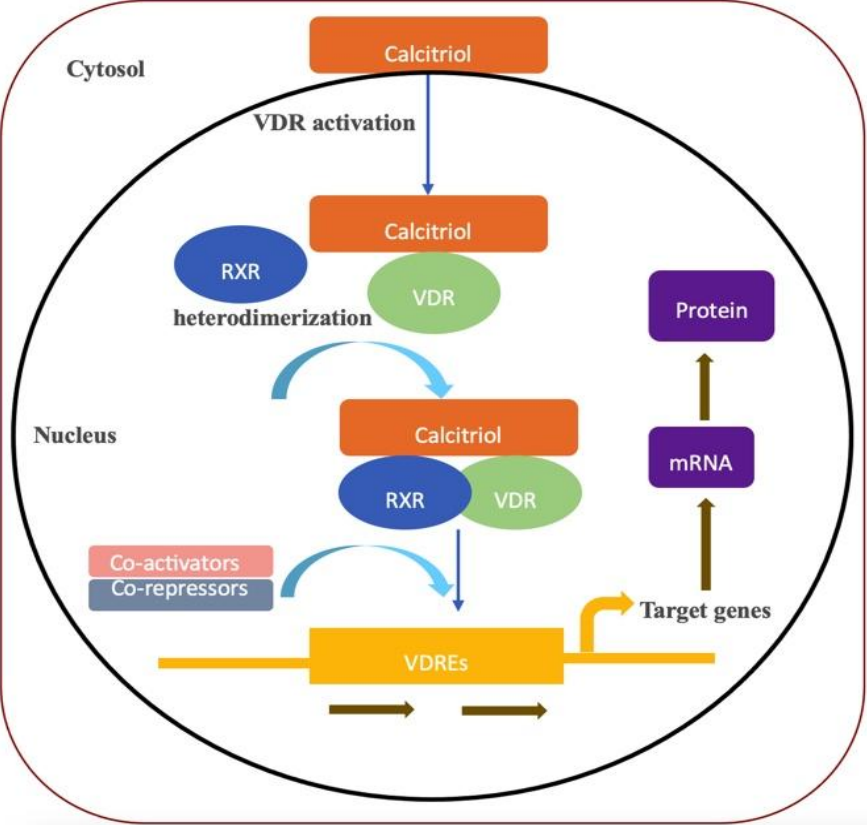 Calcitriol
Cytosol
VDR activation
Calcitriol
RXR
VDR
heterodimerization
Protein
Calcitriol
Nucleus
mRNA
RXR
VDR
Co-activators
Co-repressors
Target genes
VDREs